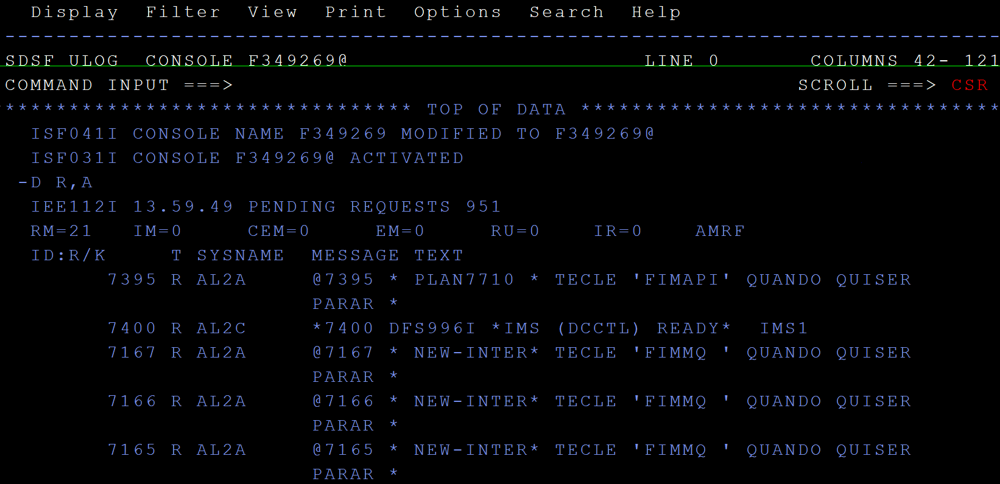 Display Filter View Print Options Search Help
--------------------------------------------------------------------------------
SDSF ULOG CONSOLE F349269@ LINE 0 COLUMNS 42- 121
COMMAND INPUT ===> SCROLL ===> CSR
********************************* TOP OF DATA *********************************
ISF041I CONSOLE NAME F349269 MODIFIED TO F349269@
ISF031I CONSOLE F349269@ ACTIVATED
-D R,A
IEE112I 13.59.49 PENDING REQUESTS 951
RM=21 IM=0 CEM=0 EM=0 RU=0 IR=0 AMRF
ID:R/K T SYSNAME MESSAGE TEXT
7395 R AL2A @7395 * PLAN7710 * TECLE 'FIMAPI' QUANDO QUISER
PARAR *
7400 R AL2C *7400 DFS996I *IMS (DCCTL) READY* IMS1
7167 R AL2A @7167 * NEW-INTER* TECLE 'FIMMQ ' QUANDO QUISER
PARAR *
7166 R AL2A @7166 * NEW-INTER* TECLE 'FIMMQ ' QUANDO QUISER
PARAR *
7165 R AL2A @7165 * NEW-INTER* TECLE 'FIMMQ ' QUANDO QUISER
PARAR *